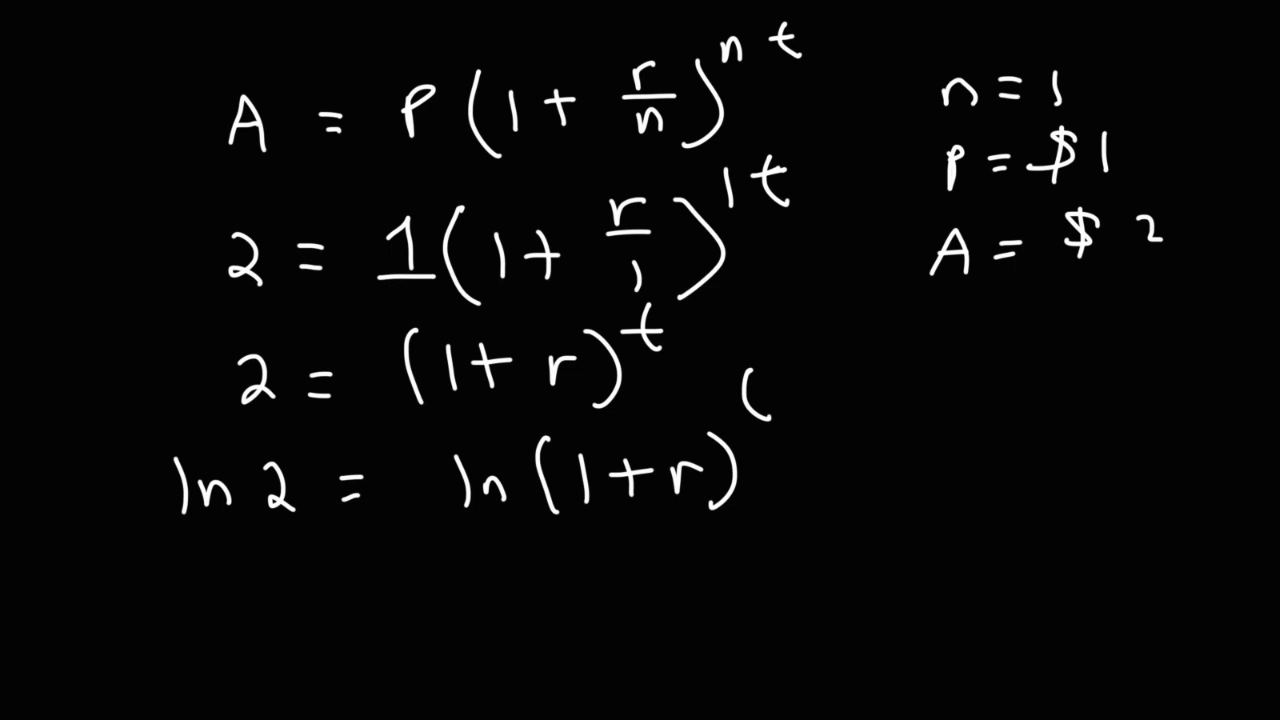 A = P(1 + r/n)^nt
2 = 1(1 + r/1)^1t
2 = (1 + r)^t
ln 2 = ln(1 + r)^(
n = 1
P = $1
A = $ 2